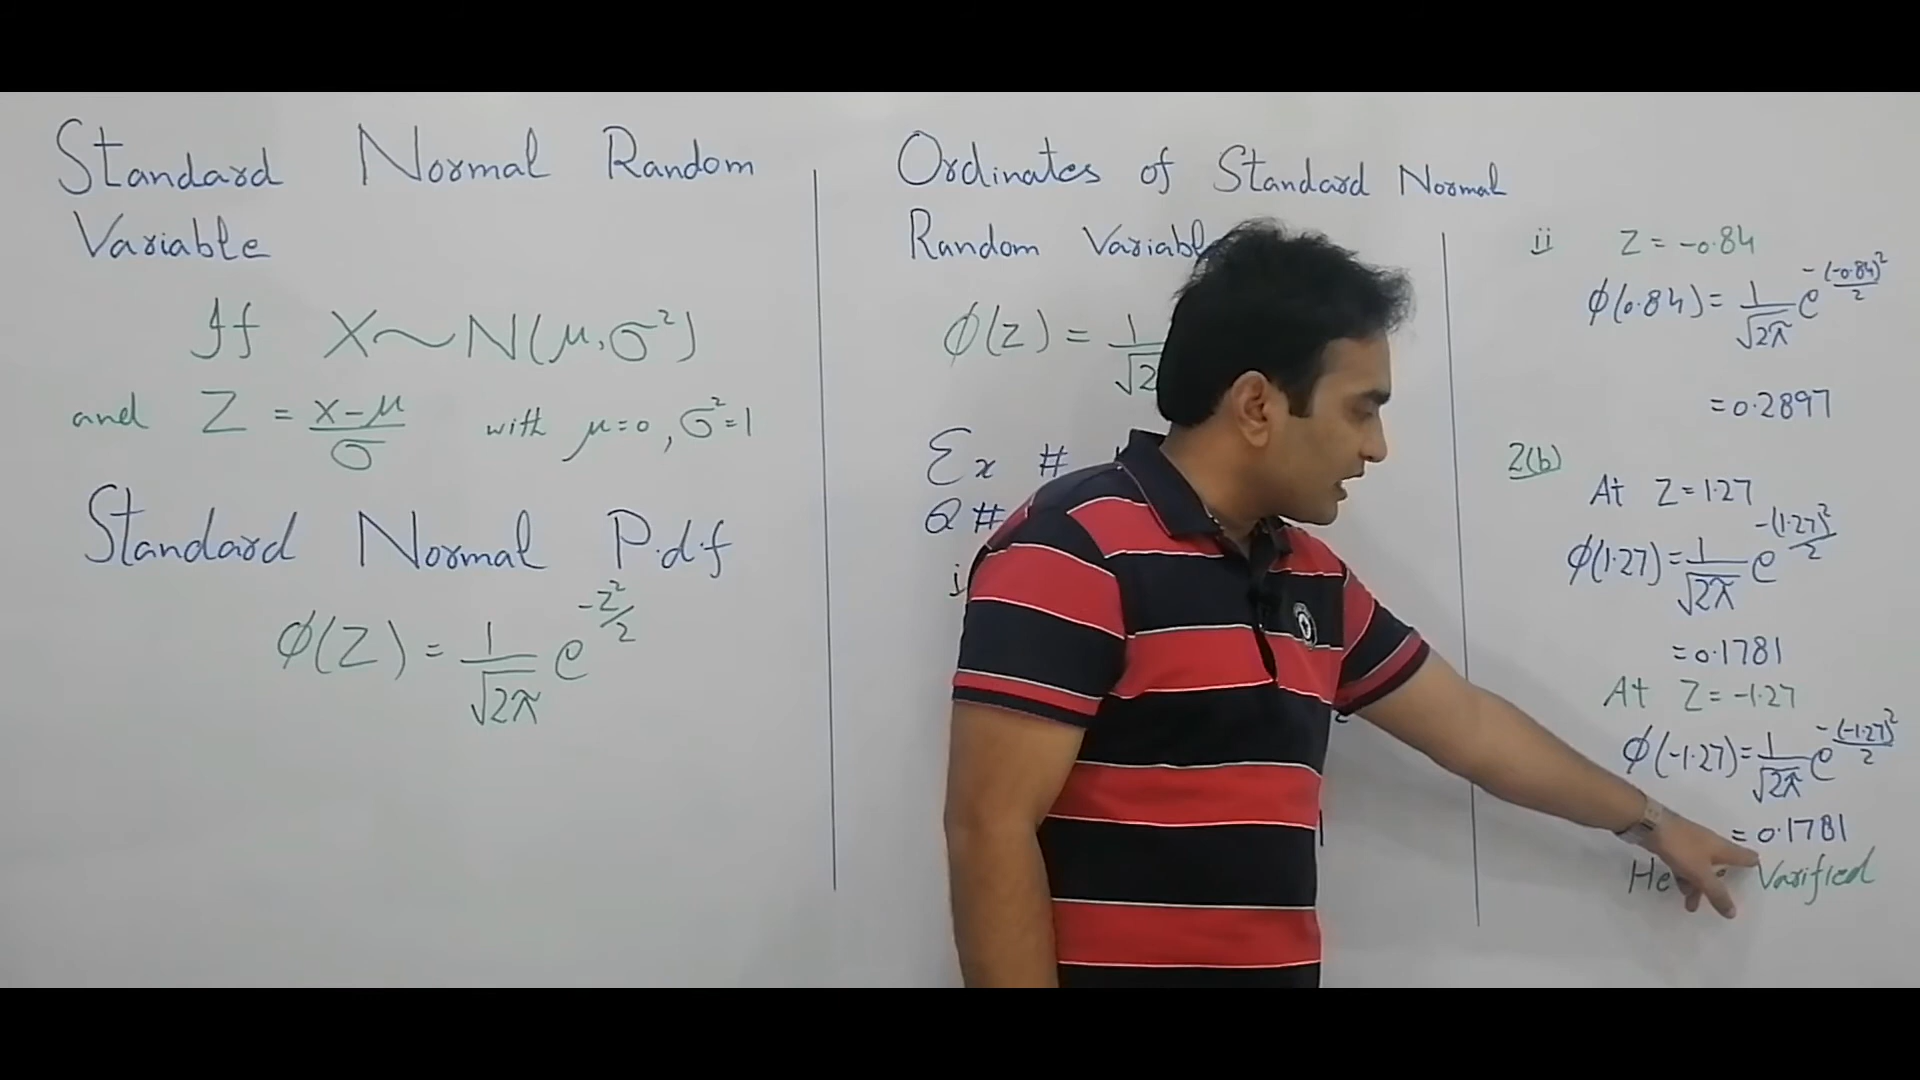 Standard Normal Random
Variable
If X~N(μ,σ²)
and Z = x-μ/σ with μ=0, σ²=1
Standard Normal P.d.f
φ(Z) = 1/√2π e^-Z²/2
Ordinates of Standard Normal
Random Variabl
φ(Z) = 1/√2
Ex #
Q#
i
ii Z = -0.84
φ(0.84) = 1/√2π e^-(-0.84)²/2
=0.2897
2(b)
At Z=1.27
φ(1.27)=1/√2π e^-(1.27)²/2
=0.1781
At Z=-1.27
φ(-1.27)=1/√2π e^-(-1.27)²/2
=0.1781
He Varified